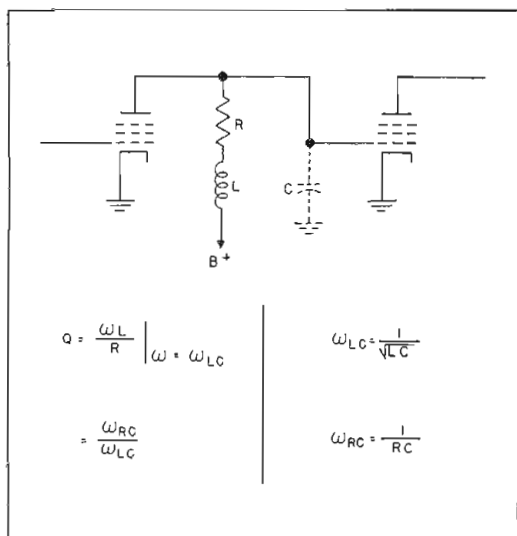 R
L
C
B+
Q = ωL/R | ω = ωLC
= ωRC/ωLC
ωLC = 1/√LC
ωRC = 1/RC